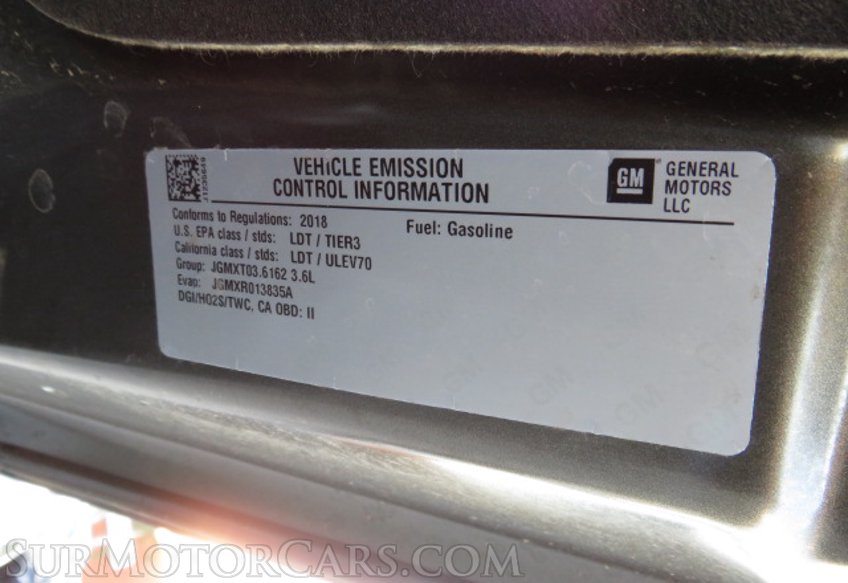 VEHICLE EMISSION
CONTROL INFORMATION
GM
GENERAL
MOTORS
LLC
Conforms to Regulations: 2018
Fuel: Gasoline
U.S. EPA class / stds: LDT / TIER3
California class / stds: LDT / ULEV70
Group: JGMXT03.6162 3.6L
Evap: JGMXR013835A
DGI/HO2S/TWC, CA OBD: II
SURMOTORCARS.COM